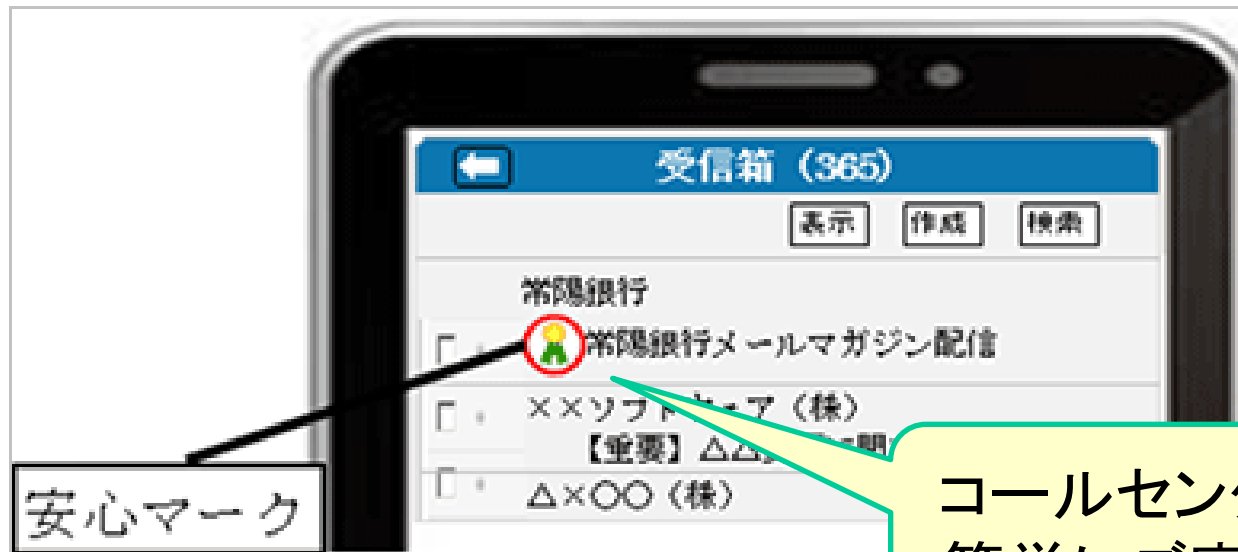 受信箱（365）
表示 作成 検索
常陽銀行
常陽銀行メールマガジン配信
××ソフトウェア（株）
【重要】△△
△×〇〇（株）
安心マーク
コールセン